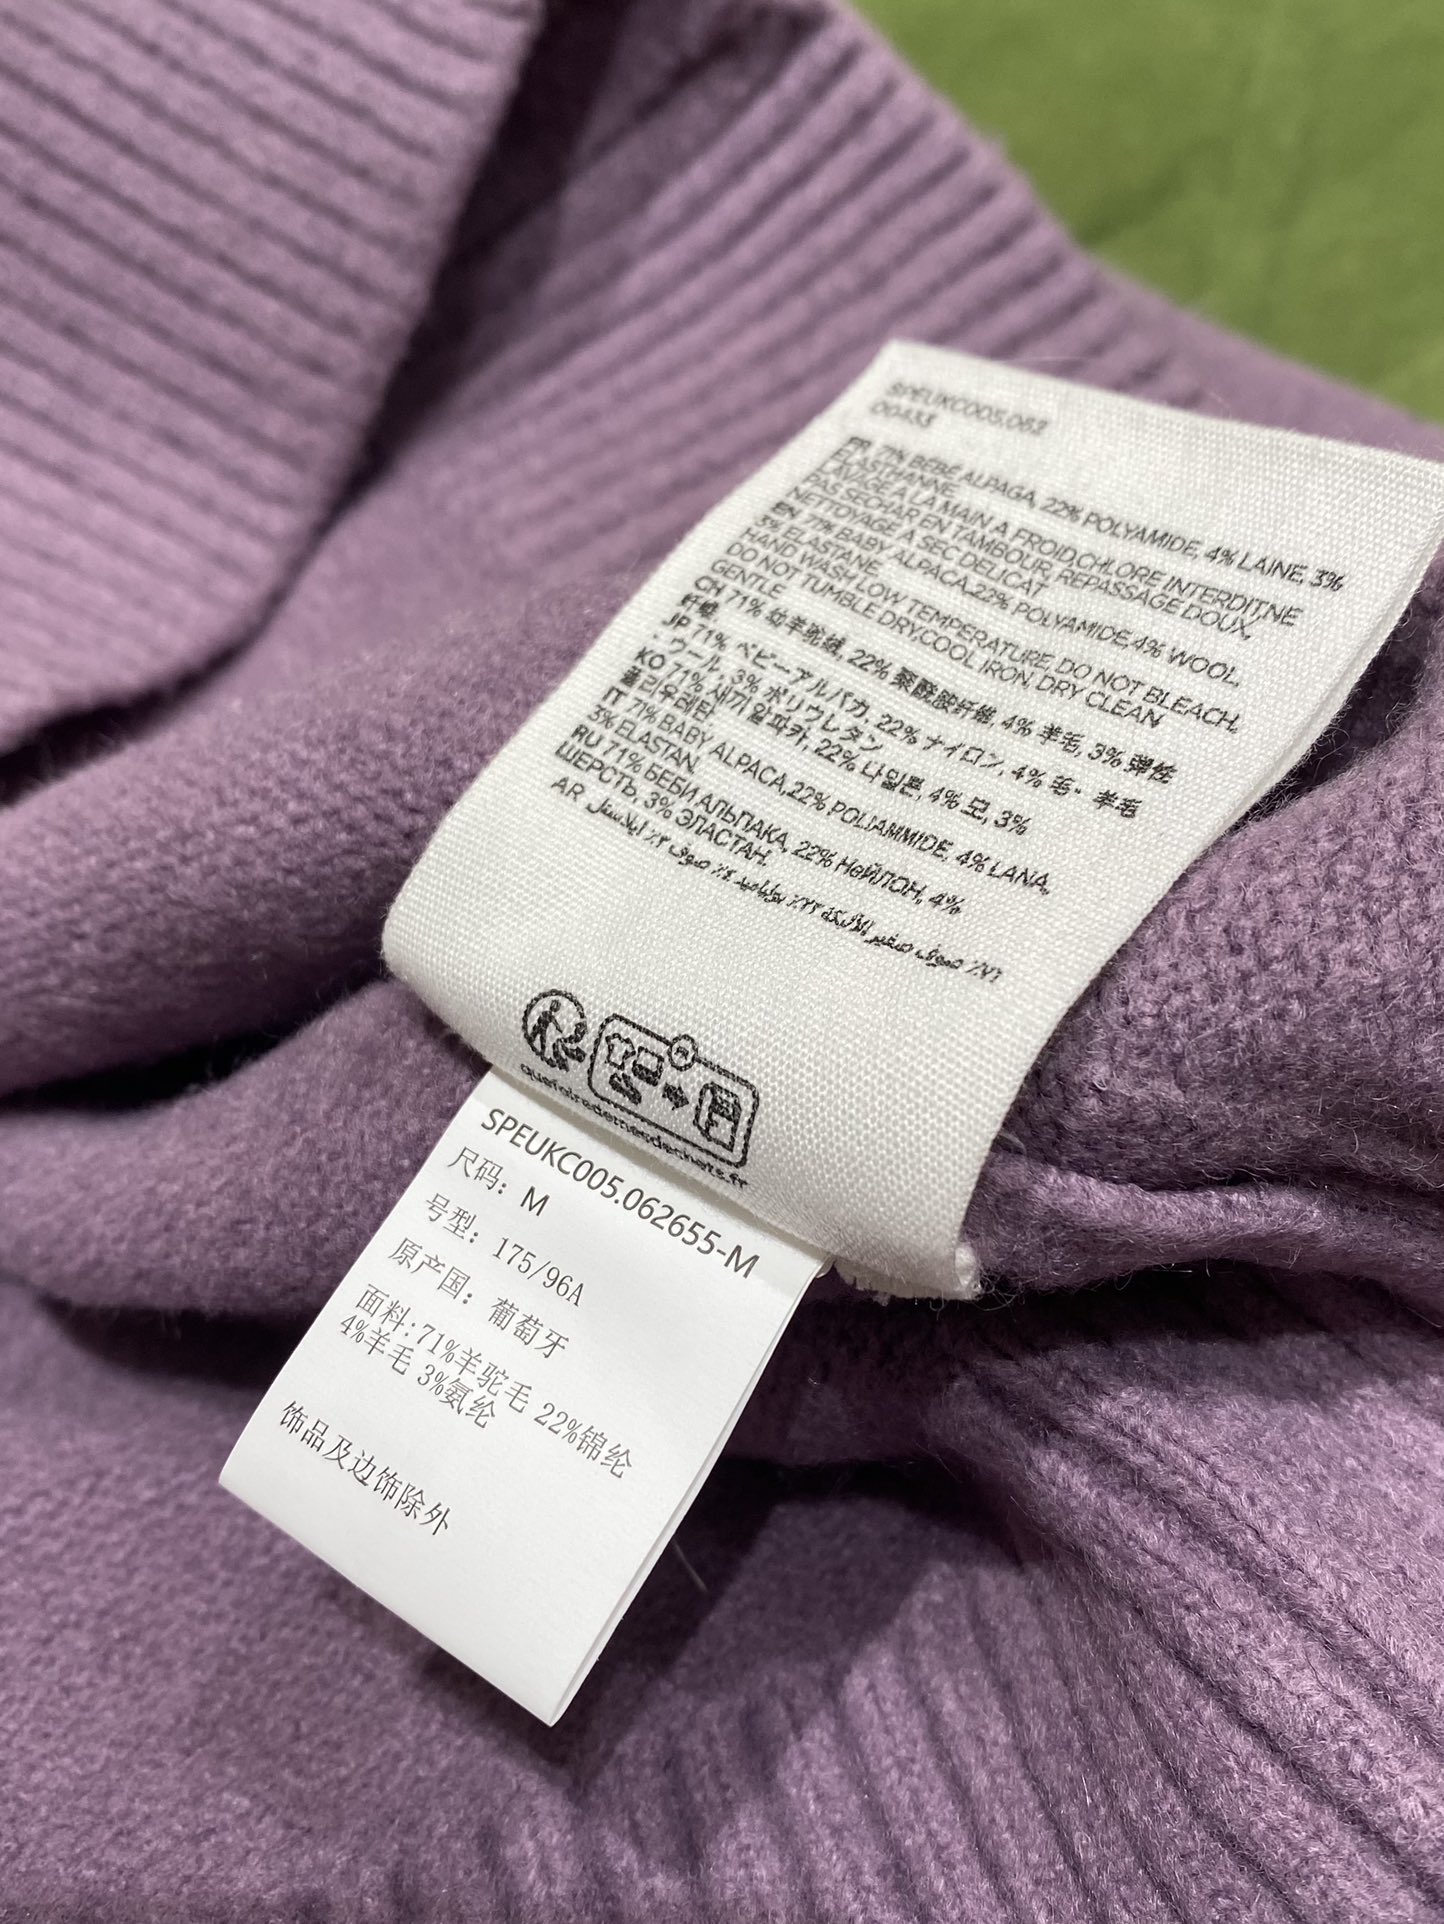 SPEUKC005.062
00433
FR 71% BÉBÉ ALPAGA, 22% POLYAMIDE, 4% LAINE, 3%
ELASTHANNE.
LAVAGE A LA MAIN A FROID,CHLORE INTERDIT,NE
PAS SECHAR EN TAMBOUR, REPASSAGE DOUX,
NETTOYAGE A SEC DELICAT
EN 71% BABY ALPACA,22% POLYAMIDE,4% WOOL,
3% ELASTANE.
HAND WASH LOW TEMPERATURE, DO NOT BLEACH,
DO NOT TUMBLE DRY,COOL IRON, DRY CLEAN
GENTLE
CH 71% 幼羊驼绒, 22% 聚酰胺纤维, 4% 羊毛, 3% 弹性
纤维.
JP 71% ベビーアルパカ, 22% ナイロン, 4% 毛・羊毛
・ウール, 3% ポリウレタン
KO 71% 새끼 알파카, 22% 나일론, 4% 모, 3%
폴리우레탄
IT 71% BABY ALPACA,22% POLIAMMIDE, 4% LANA,
3% ELASTAN.
RU 71% БЕБИ АЛЬПАКА, 22% НейЛОН, 4%
ШЕРСТЬ, 3% ЭЛАСТАН.
AR
quefairedemesdechets.fr
SPEUKC005.062655-M
尺码: M
号型: 175/96A
原产国: 葡萄牙
面料:71%羊驼毛 22%锦纶
4%羊毛 3%氨纶
饰品及边饰除外